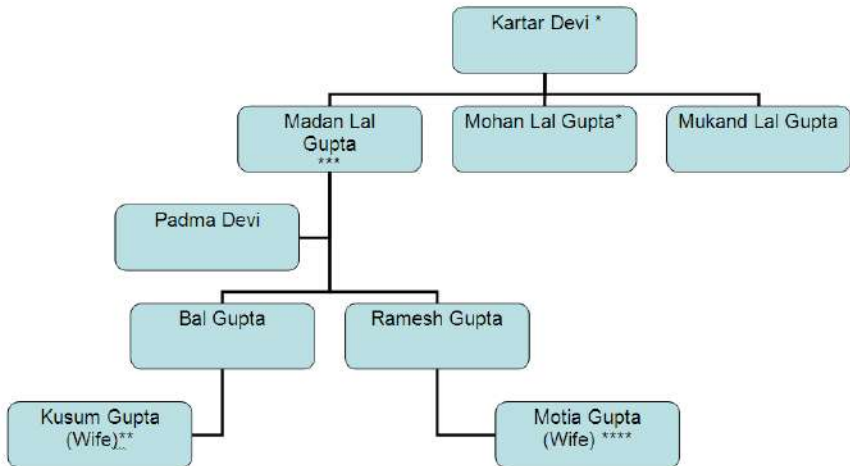 Kartar Devi *
Madan Lal
Gupta
***
Mohan Lal Gupta*
Mukand Lal Gupta
Padma Devi
Bal Gupta
Ramesh Gupta
Kusum Gupta
(Wife)**
Motia Gupta
(Wife) ****